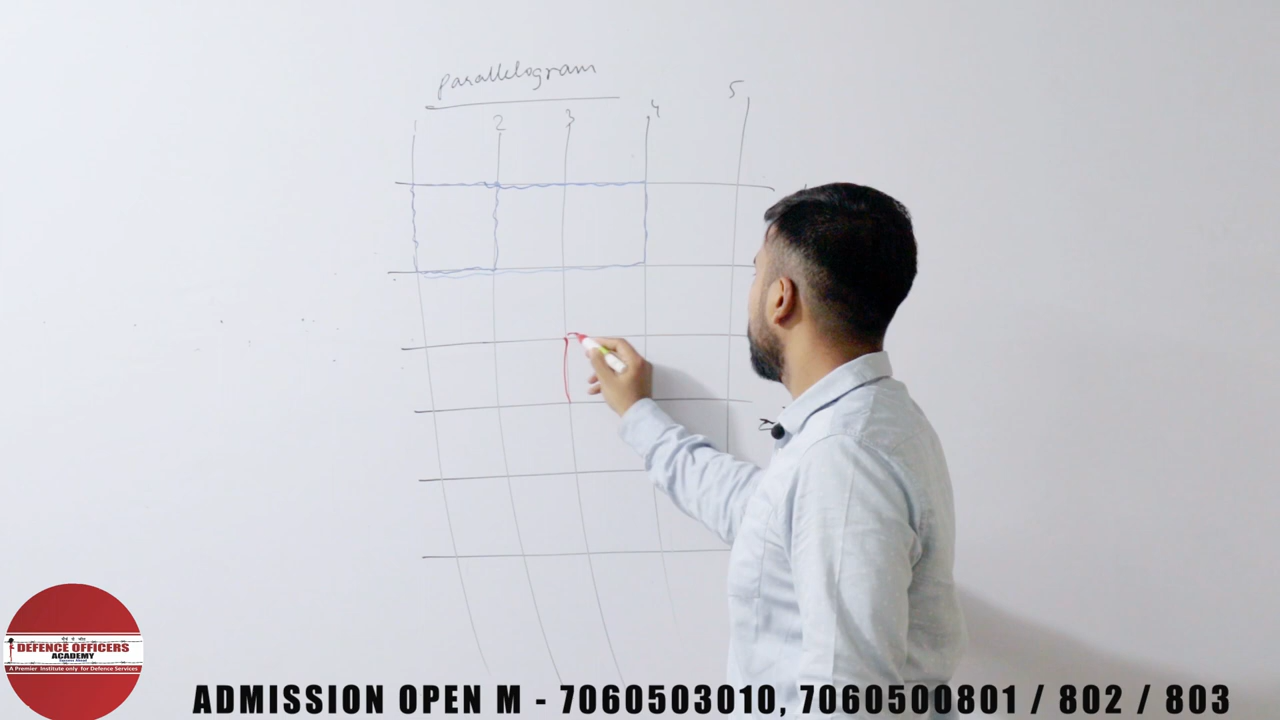 parallelogram
1 2 3 4 5
DEFENCE OFFICERS
ACADEMY
A Premier Institute only for Defence Services
ADMISSION OPEN M - 7060503010, 7060500801 / 802 / 803